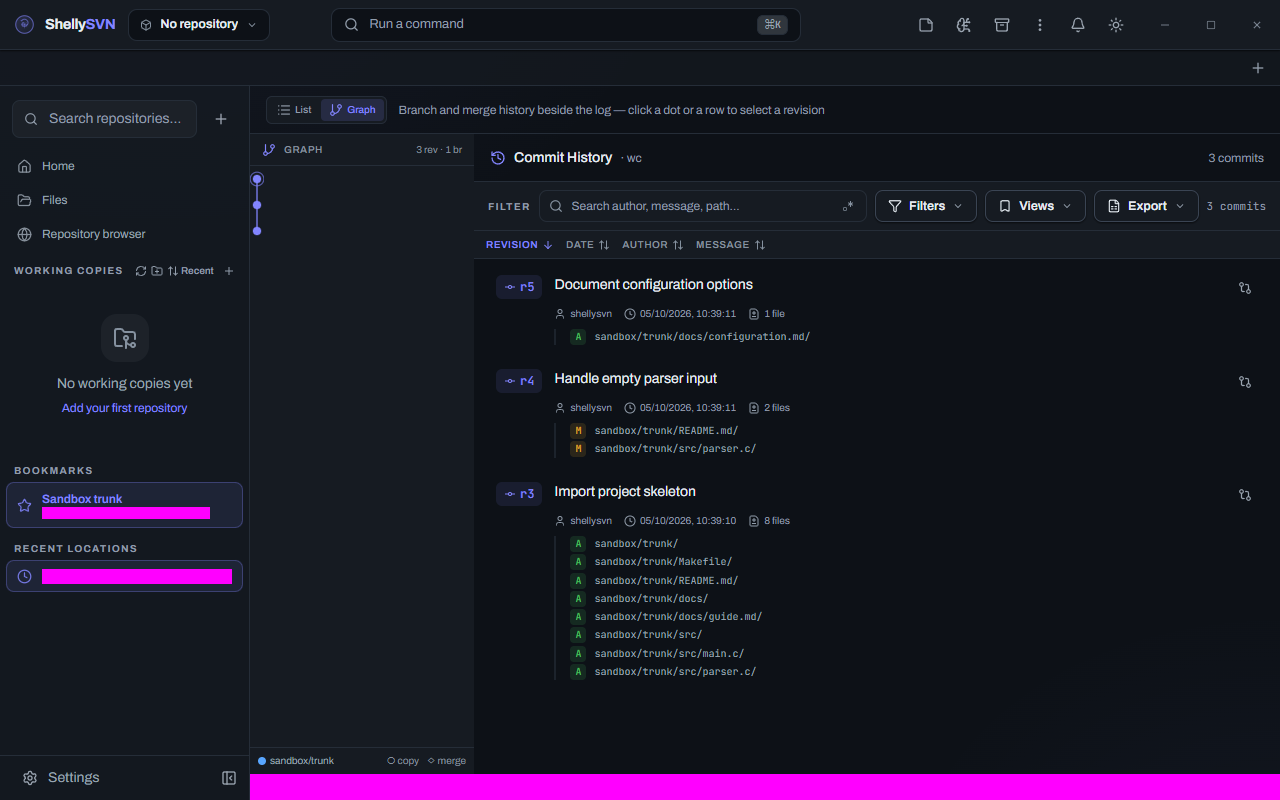 ShellySVN
No repository
Run a command
⌘K
Search repositories...
Home
Files
Repository browser
WORKING COPIES
Recent
No working copies yet
Add your first repository
BOOKMARKS
Sandbox trunk
RECENT LOCATIONS
Settings
List
Graph
Branch and merge history beside the log — click a dot or a row to select a revision
GRAPH
3 rev · 1 br
sandbox/trunk
copy
merge
Commit History · wc
3 commits
FILTER
Search author, message, path...
.*
Filters
Views
Export
3 commits
REVISION
DATE
AUTHOR
MESSAGE
r5
Document configuration options
shellysvn 05/10/2026, 10:39:11 1 file
A sandbox/trunk/docs/configuration.md/
r4
Handle empty parser input
shellysvn 05/10/2026, 10:39:11 2 files
M sandbox/trunk/README.md/
M sandbox/trunk/src/parser.c/
r3
Import project skeleton
shellysvn 05/10/2026, 10:39:10 8 files
A sandbox/trunk/
A sandbox/trunk/Makefile/
A sandbox/trunk/README.md/
A sandbox/trunk/docs/
A sandbox/trunk/docs/guide.md/
A sandbox/trunk/src/
A sandbox/trunk/src/main.c/
A sandbox/trunk/src/parser.c/